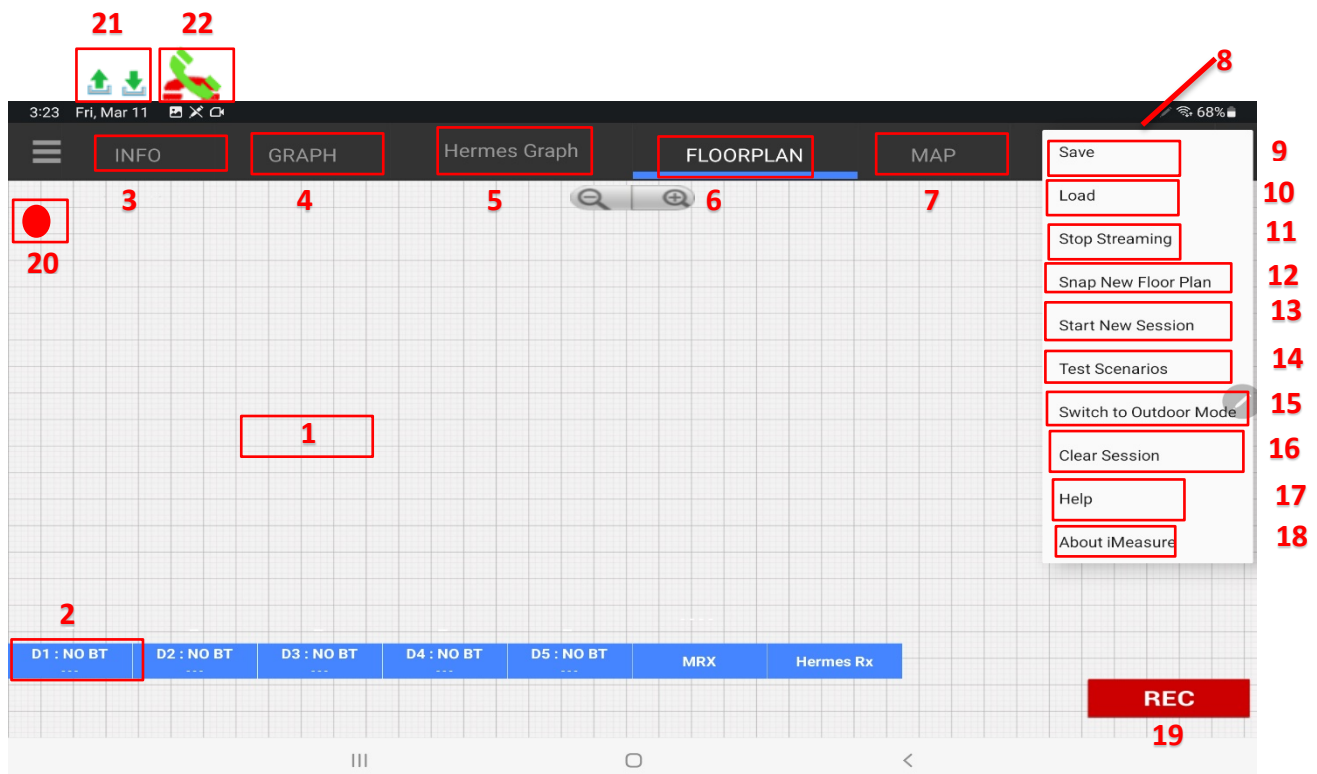 21 22
8
3:23 Fri, Mar 11 68%
INFO GRAPH Hermes Graph FLOORPLAN MAP
Save 9
3 4 5 6 7
Load 10
Stop Streaming 11
20
Snap New Floor Plan 12
Start New Session 13
Test Scenarios 14
Switch to Outdoor Mode 15
1
Clear Session 16
Help 17
About iMeasure 18
2
D1 : NO BT D2 : NO BT D3 : NO BT D4 : NO BT D5 : NO BT MRX Hermes Rx
--- --- --- --- ---
REC
19